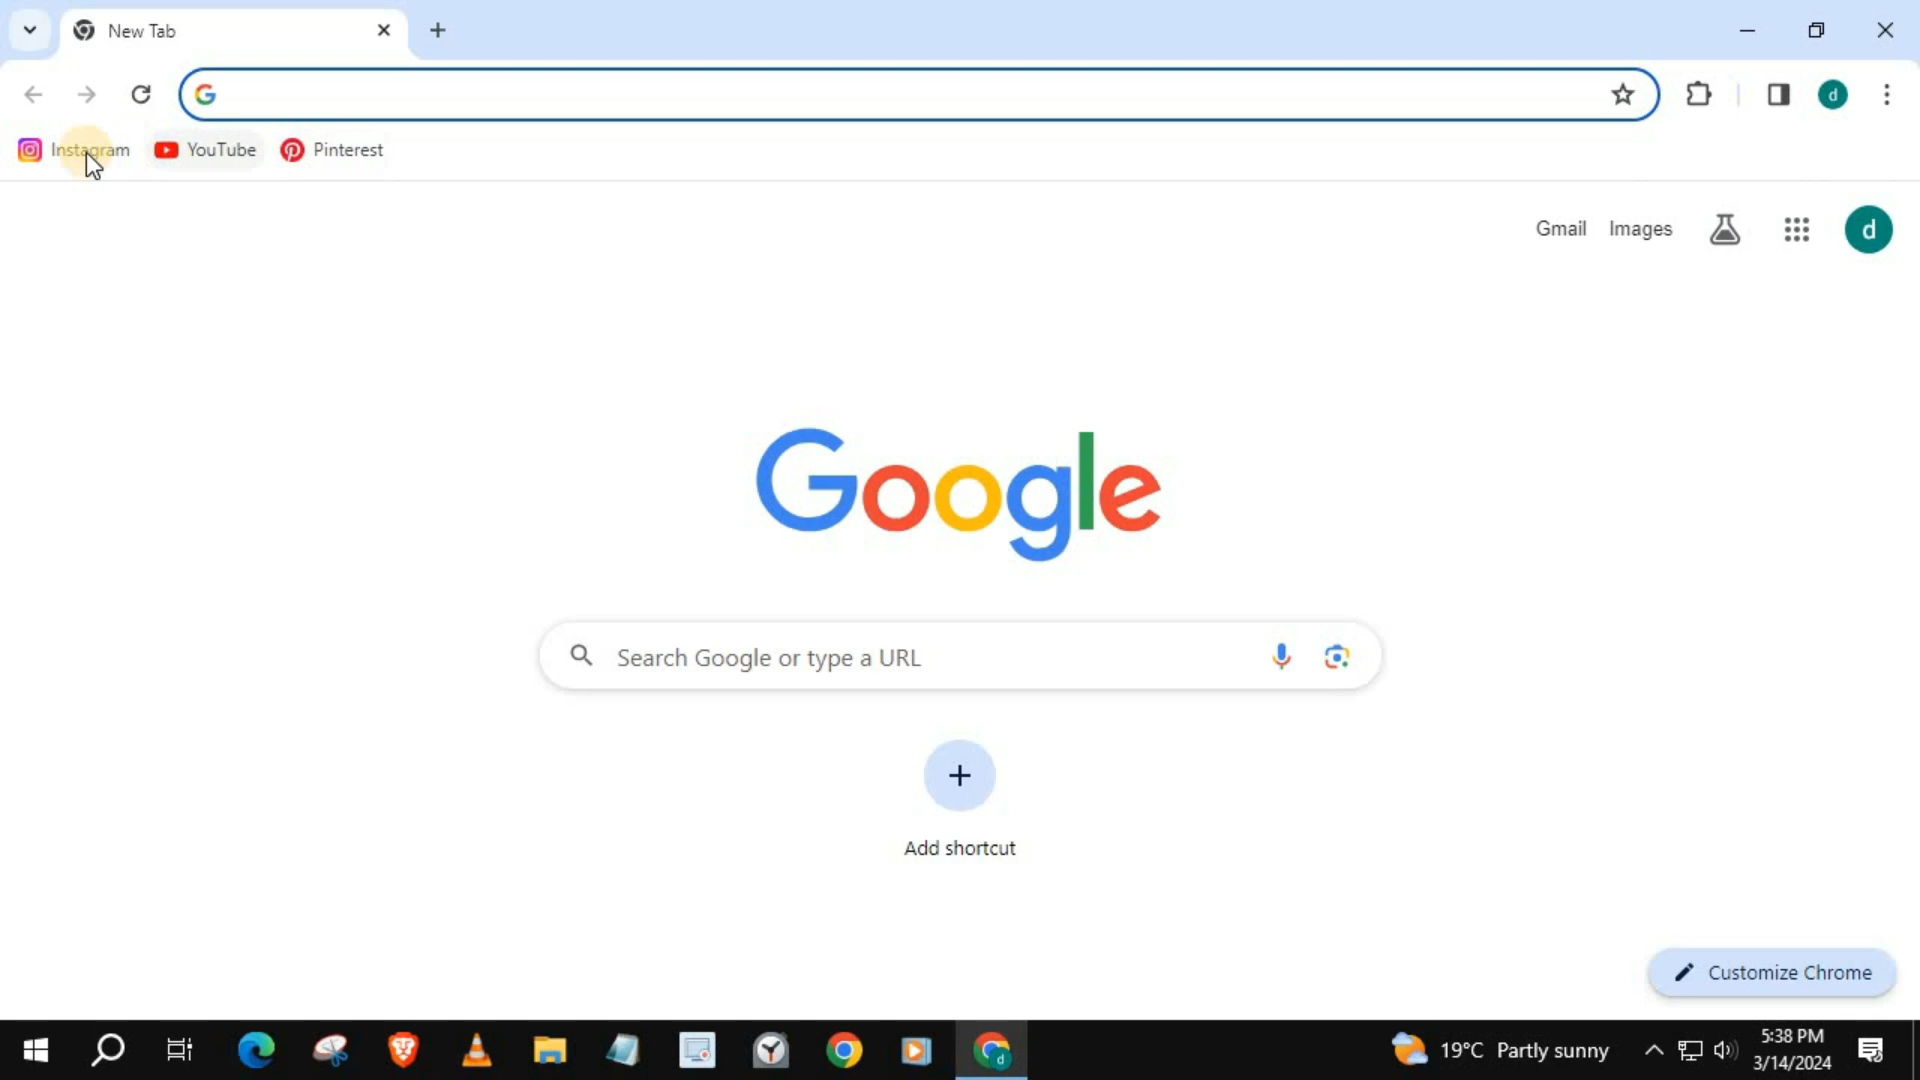 New Tab
Instagram YouTube Pinterest
Gmail Images d
d
Google
Search Google or type a URL
Add shortcut
Customize Chrome
19°C Partly sunny
5:38 PM
3/14/2024